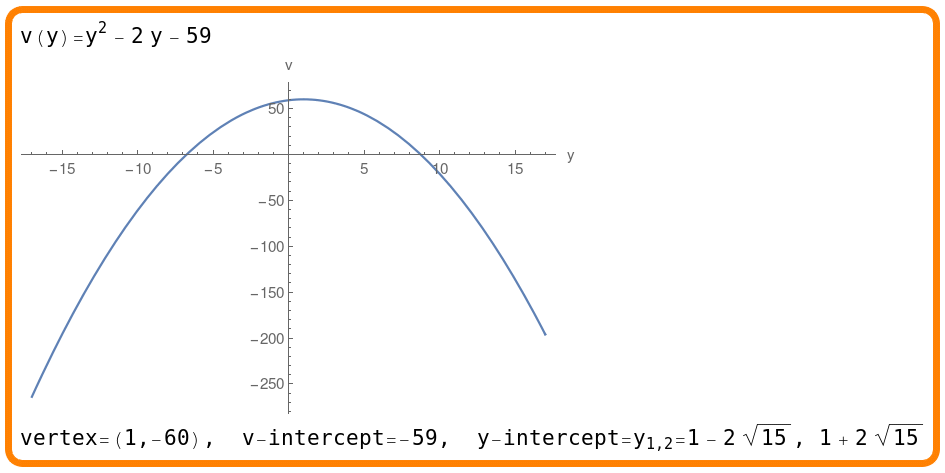 v(y)=y² − 2 y − 59
v
50
−15 −10 −5 5 10 15 y
−50
−100
−150
−200
−250
vertex=(1,−60), v−intercept=−59, y−intercept=y₁,₂=1 − 2 √15, 1 + 2 √15